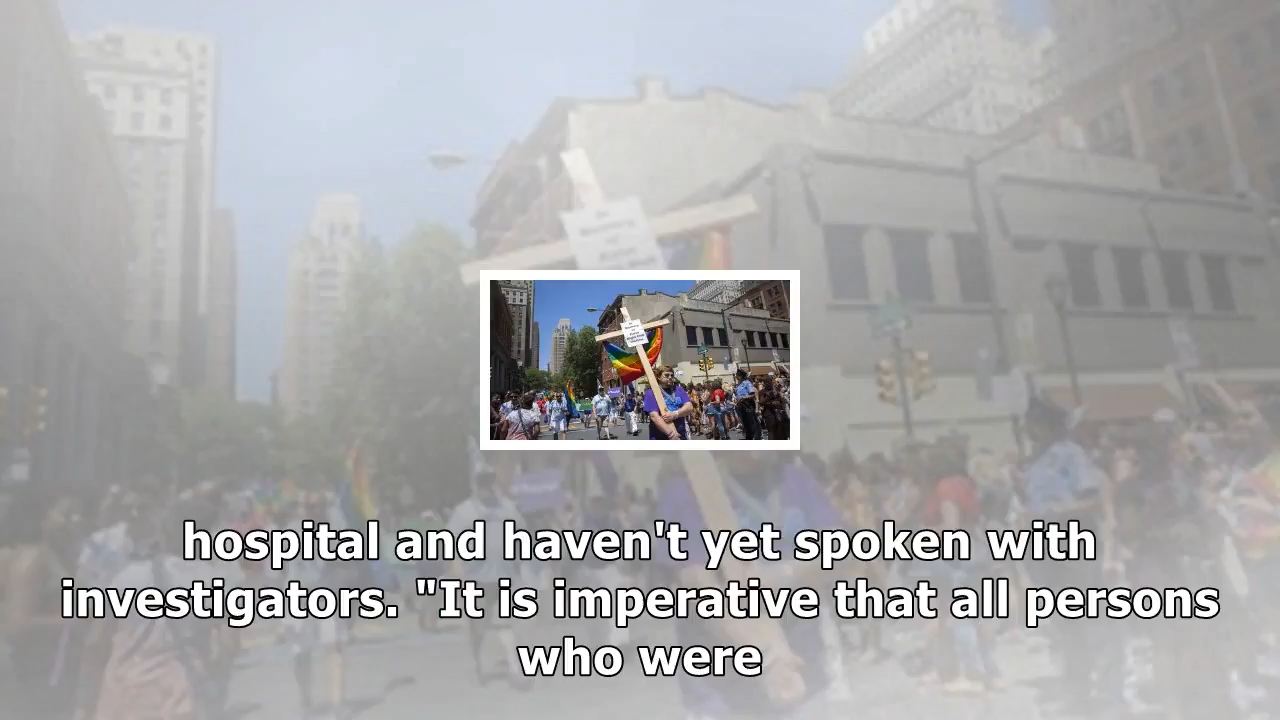 hospital and haven't yet spoken with
investigators. "It is imperative that all persons
who were